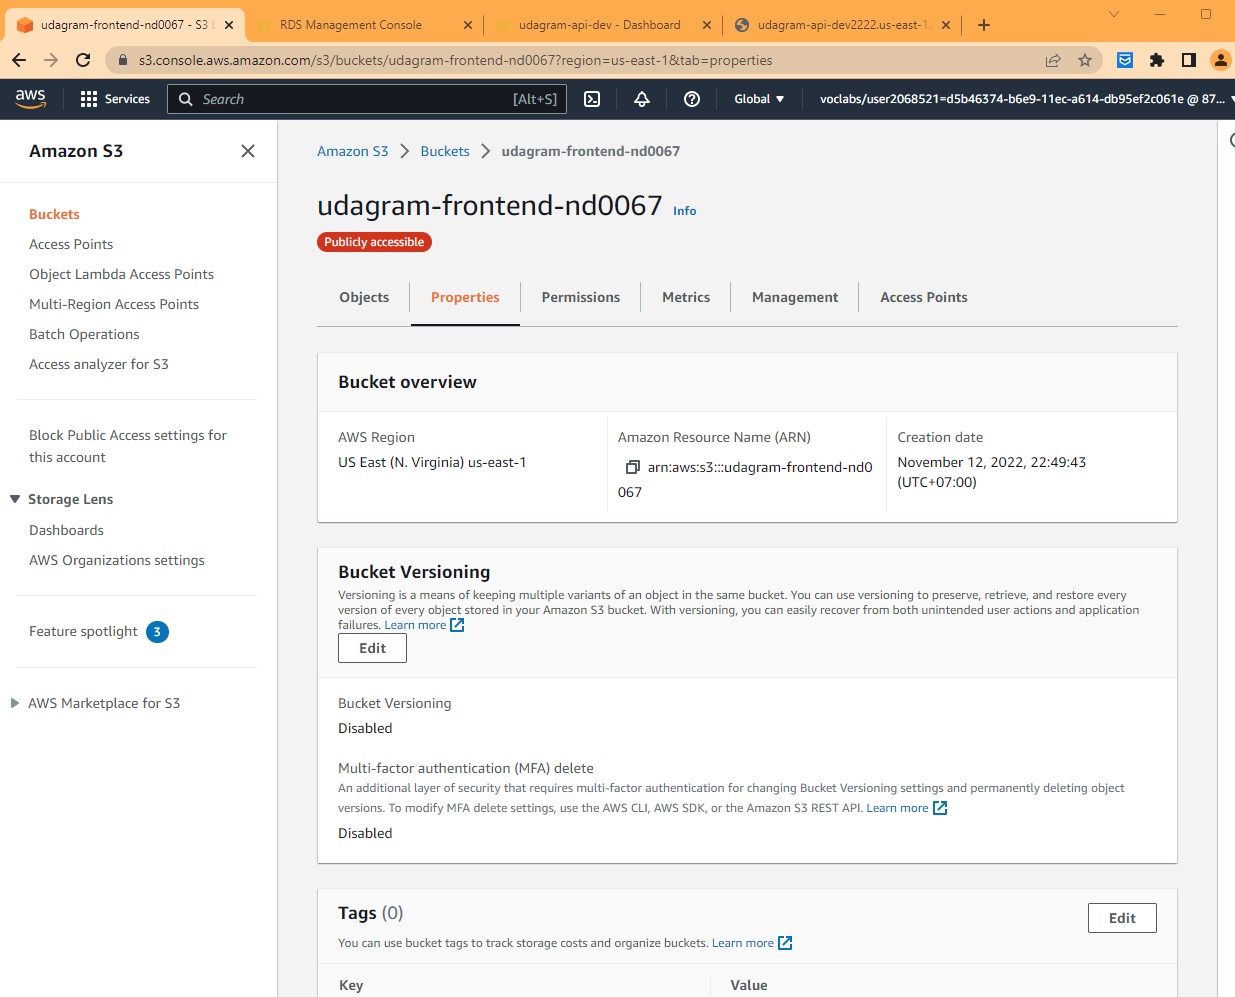 udagram-frontend-nd0067 - S3 b
RDS Management Console
udagram-api-dev - Dashboard
udagram-api-dev2222.us-east-1.
s3.console.aws.amazon.com/s3/buckets/udagram-frontend-nd0067?region=us-east-1&tab=properties
aws
Services
Search
[Alt+S]
Global
voclabs/user2068521=d5b46374-b6e9-11ec-a614-db95ef2c061e @ 87...
Amazon S3
Buckets
Access Points
Object Lambda Access Points
Multi-Region Access Points
Batch Operations
Access analyzer for S3
Block Public Access settings for
this account
Storage Lens
Dashboards
AWS Organizations settings
Feature spotlight 3
AWS Marketplace for S3
Amazon S3 > Buckets > udagram-frontend-nd0067
udagram-frontend-nd0067 Info
Publicly accessible
Objects
Properties
Permissions
Metrics
Management
Access Points
Bucket overview
AWS Region
US East (N. Virginia) us-east-1
Amazon Resource Name (ARN)
arn:aws:s3:::udagram-frontend-nd0
067
Creation date
November 12, 2022, 22:49:43
(UTC+07:00)
Bucket Versioning
Versioning is a means of keeping multiple variants of an object in the same bucket. You can use versioning to preserve, retrieve, and restore every
version of every object stored in your Amazon S3 bucket. With versioning, you can easily recover from both unintended user actions and application
failures. Learn more
Edit
Bucket Versioning
Disabled
Multi-factor authentication (MFA) delete
An additional layer of security that requires multi-factor authentication for changing Bucket Versioning settings and permanently deleting object
versions. To modify MFA delete settings, use the AWS CLI, AWS SDK, or the Amazon S3 REST API. Learn more
Disabled
Tags (0)
Edit
You can use bucket tags to track storage costs and organize buckets. Learn more
Key
Value